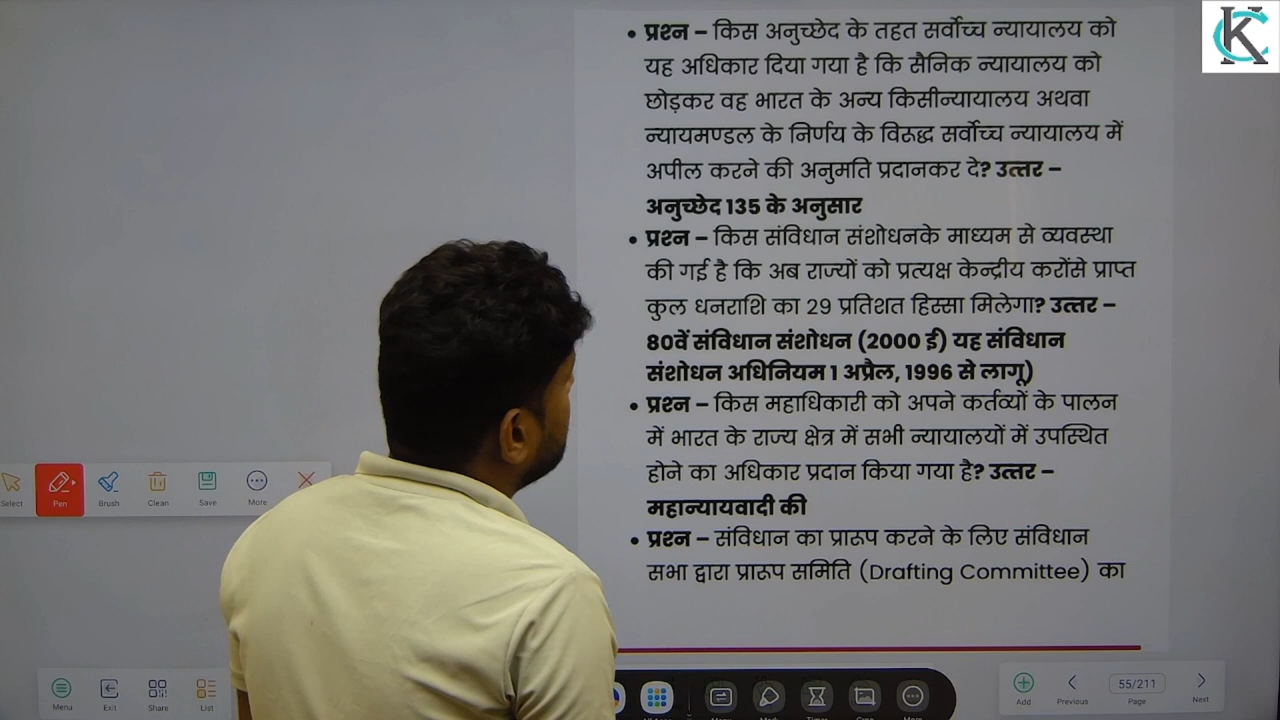 • प्रश्न – किस अनुच्छेद के तहत सर्वोच्च न्यायालय को
यह अधिकार दिया गया है कि सैनिक न्यायालय को
छोड़कर वह भारत के अन्य किसीन्यायालय अथवा
न्यायमण्डल के निर्णय के विरूद्ध सर्वोच्च न्यायालय में
अपील करने की अनुमति प्रदानकर दे? उत्तर –
अनुच्छेद 135 के अनुसार
• प्रश्न – किस संविधान संशोधनके माध्यम से व्यवस्था
की गई है कि अब राज्यों को प्रत्यक्ष केन्द्रीय करोंसे प्राप्त
कुल धनराशि का 29 प्रतिशत हिस्सा मिलेगा? उत्तर –
80वें संविधान संशोधन (2000 ई) यह संविधान
संशोधन अधिनियम 1 अप्रैल, 1996 से लागू)
• प्रश्न – किस महाधिकारी को अपने कर्तव्यों के पालन
में भारत के राज्य क्षेत्र में सभी न्यायालयों में उपस्थित
होने का अधिकार प्रदान किया गया है? उत्तर –
महान्यायवादी की
• प्रश्न – संविधान का प्रारूप करने के लिए संविधान
सभा द्वारा प्रारूप समिति (Drafting Committee) का
KC
Select Pen Brush Clean Save More
Menu Exit Share List
More
Add Previous 55/211 Page Next